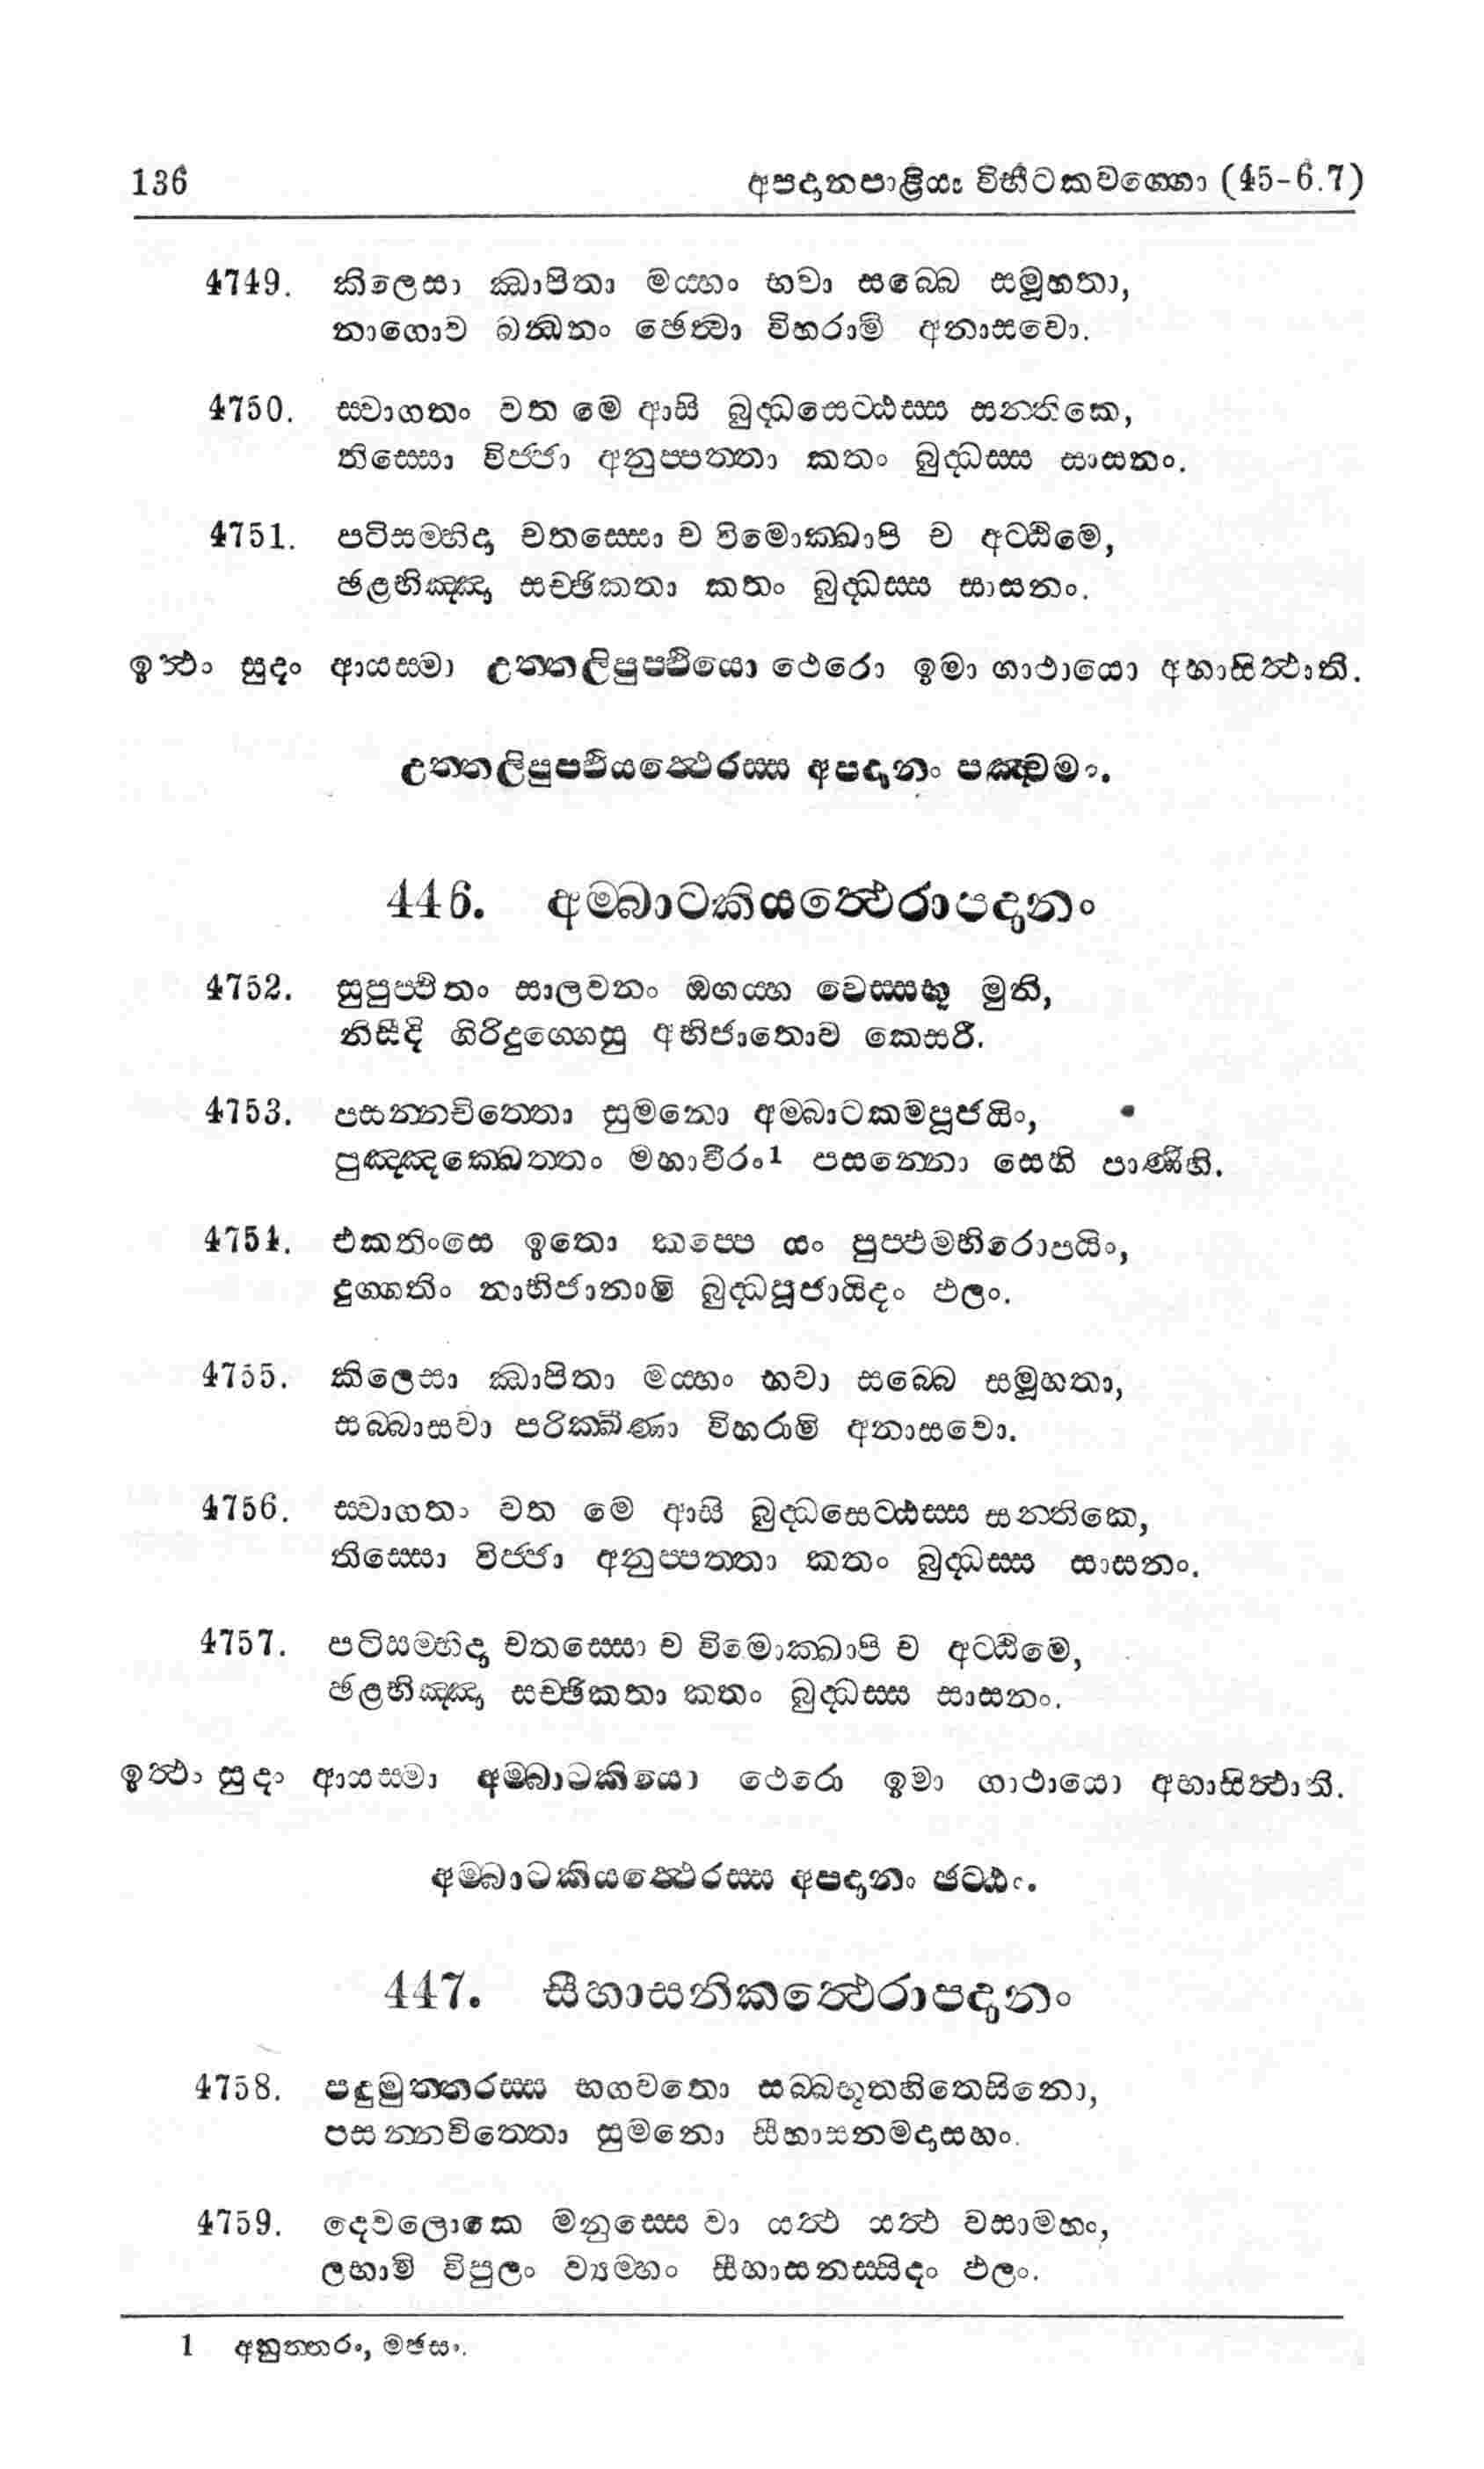 136 අපදානපාළියෙ විභීටකවග්ගො (45-6.7)
4749. කිලෙසා ඣාපිතා මය්හං භවා සබ්බෙ සමූහතා,
නාගොව බන්ධනං ඡෙත්වා විහරාමි අනාසවො.
4750. ස්වාගතං වත මෙ ආසි බුද්ධසෙට්ඨස්ස සන්තිකෙ,
තිස්සො විජ්ජා අනුප්පත්තා කතං බුද්ධස්ස සාසනං.
4751. පටිසම්භිදා චතස්සො ච විමොක්ඛාපි ච අට්ඨිමෙ,
ඡළභිඤ්ඤා සච්ඡිකතා කතං බුද්ධස්ස සාසනං.
ඉත්ථං සුදං ආයස්මා උත්තලිපුප්ඵියො ථෙරො ඉමා ගාථායො අභාසිත්ථාති.
උත්තලිපුප්ඵියත්ථෙරස්ස අපදානං පඤ්චමං.
446. අම්බාටකියත්ථෙරාපදානං
4752. සුපුප්ඵිතං සාලවනං ඔගය්හ වෙස්සභූ මුනි,
නිසීදි ගිරිදුග්ගෙසු අභිජාතොව කෙසරී.
4753. පසන්නචිත්තො සුමනො අම්බාටකමපූජයිං,
පුඤ්ඤක්ඛෙත්තං මහාවීරං1 පසන්නො සෙහි පාණීහි.
4754. එකතිංසෙ ඉතො කප්පෙ යං පුප්ඵමභිරොපයිං,
දුග්ගතිං නාභිජානාමි බුද්ධපූජායිදං ඵලං.
4755. කිලෙසා ඣාපිතා මය්හං භවා සබ්බෙ සමූහතා,
සබ්බාසවා පරික්ඛීණා විහරාමි අනාසවො.
4756. ස්වාගතං වත මෙ ආසි බුද්ධසෙට්ඨස්ස සන්තිකෙ,
තිස්සො විජ්ජා අනුප්පත්තා කතං බුද්ධස්ස සාසනං.
4757. පටිසම්භිදා චතස්සො ච විමොක්ඛාපි ච අට්ඨිමෙ,
ඡළභිඤ්ඤා සච්ඡිකතා කතං බුද්ධස්ස සාසනං.
ඉත්ථං සුදං ආයස්මා අම්බාටකියො ථෙරො ඉමා ගාථායො අභාසිත්ථාති.
අම්බාටකියත්ථෙරස්ස අපදානං ඡට්ඨං.
447. සීහාසනිකත්ථෙරාපදානං
4758. පදුමුත්තරස්ස භගවතො සබ්බභූතහිතෙසිනො,
පසන්නචිත්තො සුමනො සීහාසනමදාසහං.
4759. දෙවලොකෙ මනුස්සෙ වා යත්ථ යත්ථ වසාමහං,
ලභාමි විපුලං ව්‍යම්හං සීහාසනස්සිදං ඵලං.
1 අනුත්තරං, මජසං.